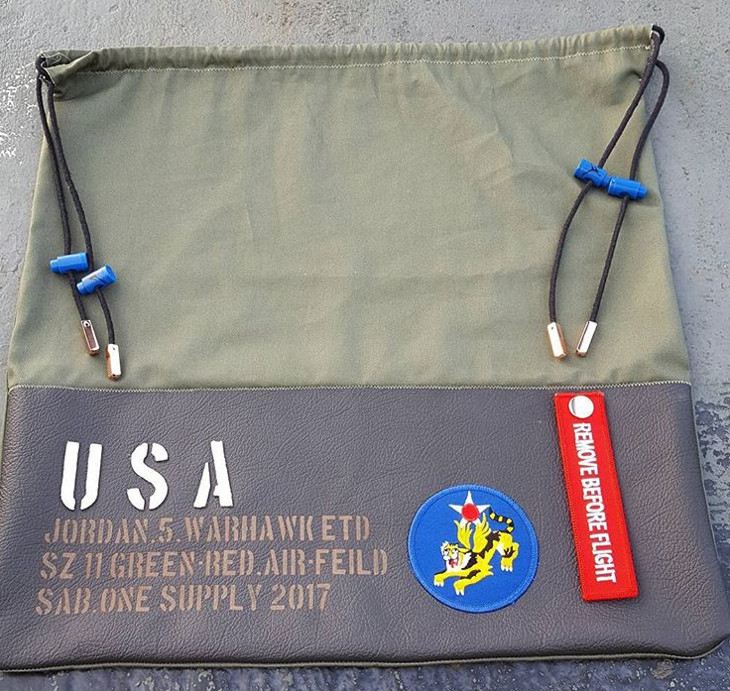 USA
JORDAN.5.WARHAWK ETD
SZ 11 GREEN-RED.AIR-FEILD
SAB.ONE SUPPLY 2017
REMOVE BEFORE FLIGHT